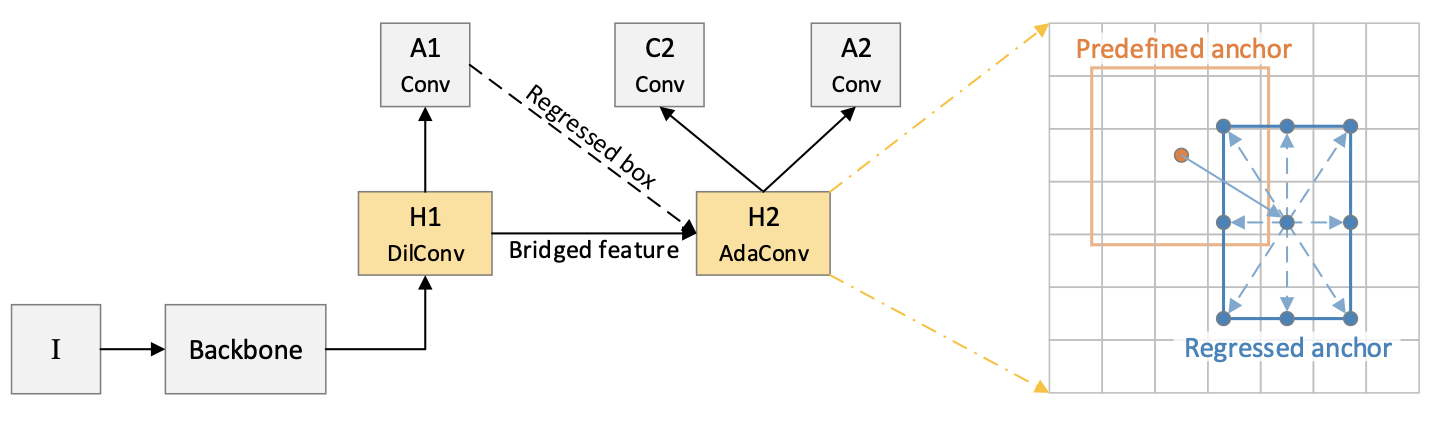 A1
Conv
C2
Conv
A2
Conv
Predefined anchor
Regressed box
H1
DilConv
Bridged feature
H2
AdaConv
I
Backbone
Regressed anchor